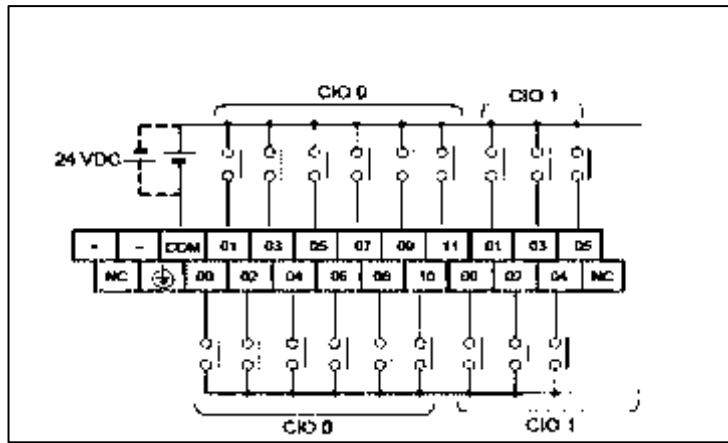 CIO 0 CIO 1
24 VDC
- - COM 01 03 05 07 09 11 01 03 05
NC 00 02 04 06 08 10 00 02 04 NC
CIO 0 CIO 1